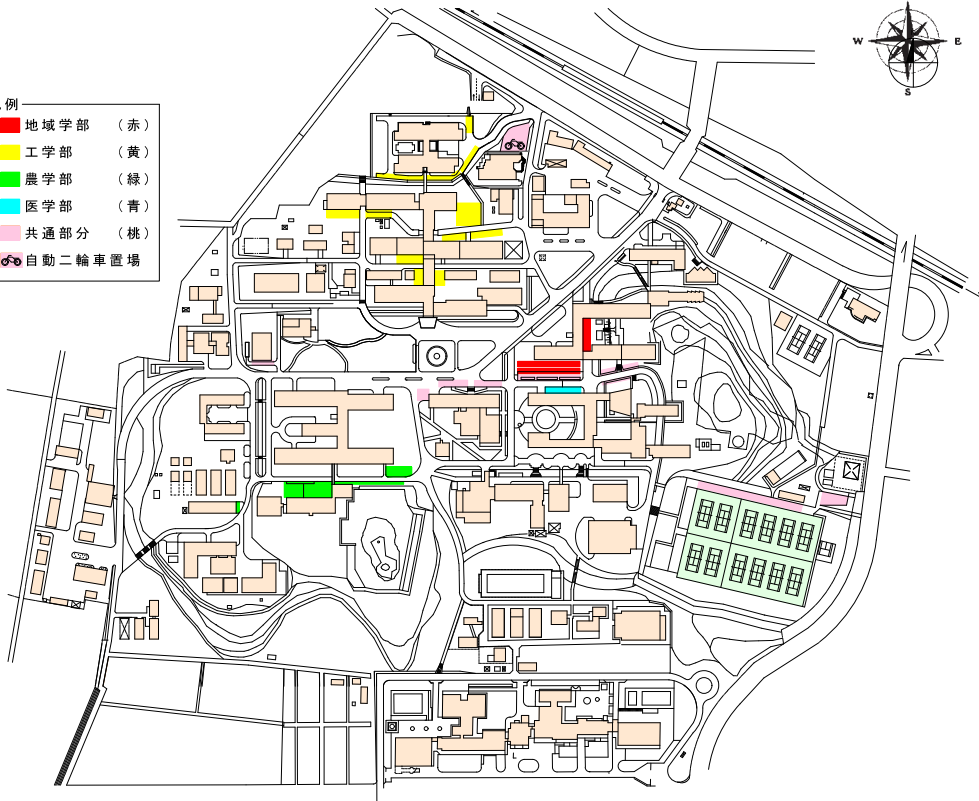 例
地域学部 （赤）
工学部 （黄）
農学部 （緑）
医学部 （青）
共通部分 （桃）
自動二輪車置場
W E
S